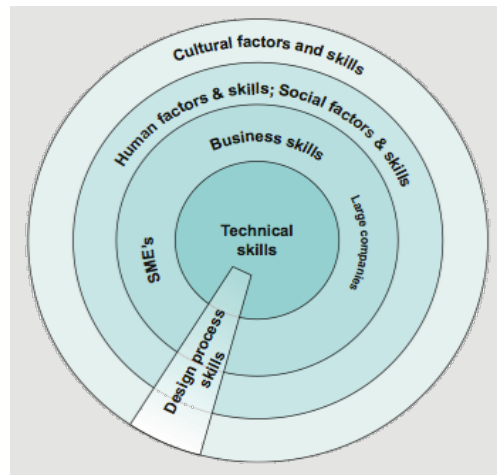 Cultural factors and skills
Human factors & skills; Social factors & skills
Business skills
Technical
skills
SME's
Large companies
Design process
skills